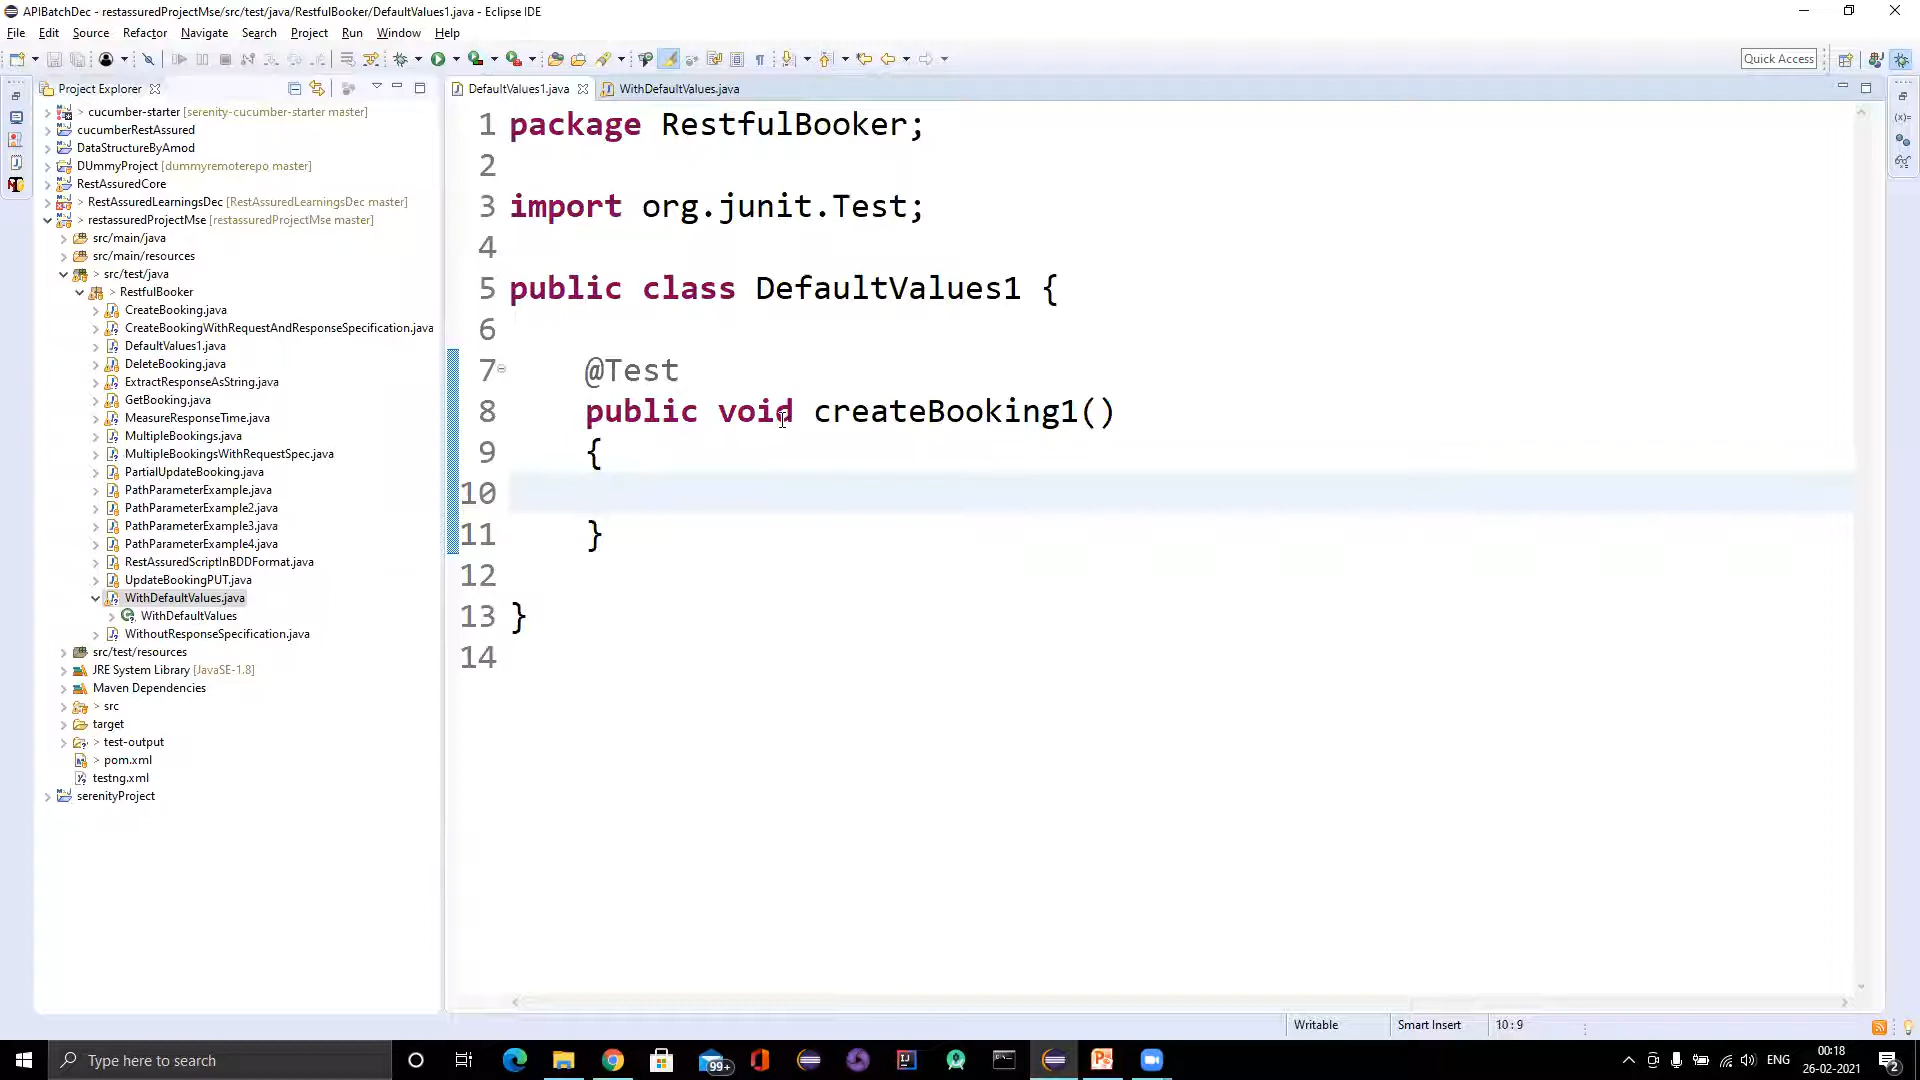 APIBatchDec - restassuredProjectMse/src/test/java/RestfulBooker/DefaultValues1.java - Eclipse IDE
File Edit Source Refactor Navigate Search Project Run Window Help
Quick Access
Project Explorer
DefaultValues1.java
WithDefaultValues.java
> cucumber-starter [serenity-cucumber-starter master]
cucumberRestAssured
DataStructureByAmod
DUmmyProject [dummyremoterepo master]
RestAssuredCore
> RestAssuredLearningsDec [RestAssuredLearningsDec master]
> restassuredProjectMse [restassuredProjectMse master]
src/main/java
src/main/resources
> src/test/java
> RestfulBooker
CreateBooking.java
CreateBookingWithRequestAndResponseSpecification.java
DefaultValues1.java
DeleteBooking.java
ExtractResponseAsString.java
GetBooking.java
MeasureResponseTime.java
MultipleBookings.java
MultipleBookingsWithRequestSpec.java
PartialUpdateBooking.java
PathParameterExample.java
PathParameterExample2.java
PathParameterExample3.java
PathParameterExample4.java
RestAssuredScriptInBDDFormat.java
UpdateBookingPUT.java
WithDefaultValues.java
WithDefaultValues
WithoutResponseSpecification.java
src/test/resources
JRE System Library [JavaSE-1.8]
Maven Dependencies
> src
target
> test-output
> pom.xml
testng.xml
serenityProject
1 package RestfulBooker;
2
3 import org.junit.Test;
4
5 public class DefaultValues1 {
6
7 @Test
8 public void createBooking1()
9 {
10
11 }
12
13 }
14
Writable Smart Insert 10 : 9
Type here to search
99+
ENG
00:18
26-02-2021
2